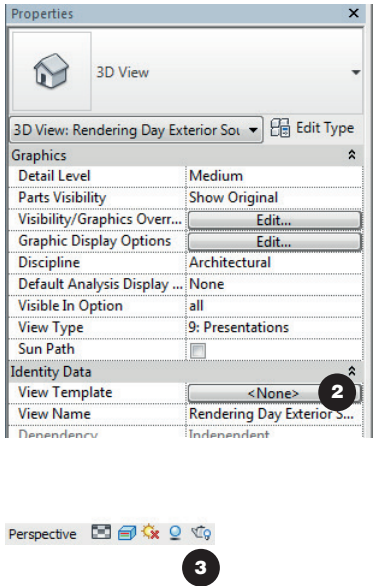 Properties
3D View
3D View: Rendering Day Exterior Sou Edit Type
Graphics
Detail Level Medium
Parts Visibility Show Original
Visibility/Graphics Overr... Edit...
Graphic Display Options Edit...
Discipline Architectural
Default Analysis Display ... None
Visible In Option all
View Type 9: Presentations
Sun Path
Identity Data
View Template <None> 2
View Name Rendering Day Exterior S...
Dependency Independent
Perspective
3